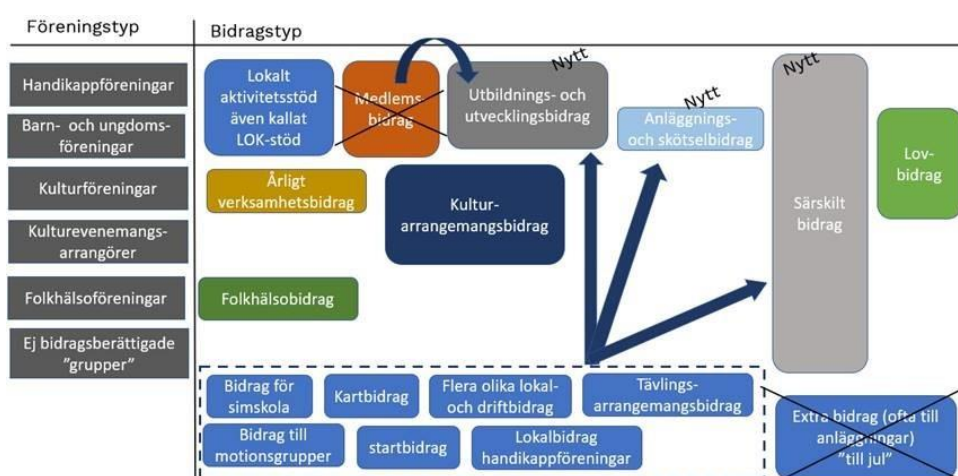 Föreningstyp
Bidragstyp
Handikappföreningar
Barn- och ungdoms-
föreningar
Kulturföreningar
Kulturevenemangs-
arrangörer
Folkhälsoföreningar
Ej bidragsberättigade
”grupper”
Lokalt
aktivitetsstöd
även kallat
LOK-stöd
Medlems
bidrag
Nytt
Utbildnings- och
utvecklingsbidrag
Nytt
Anläggnings-
och skötselbidrag
Nytt
Särskilt
bidrag
Lov-
bidrag
Årligt
verksamhetsbidrag
Kultur-
arrangemangsbidrag
Folkhälsobidrag
Bidrag för
simskola
Kartbidrag
Flera olika lokal-
och driftbidrag
Tävlings-
arrangemangsbidrag
Bidrag till
motionsgrupper
startbidrag
Lokalbidrag
handikappföreningar
Extra bidrag (ofta till
anläggningar)
”till jul”